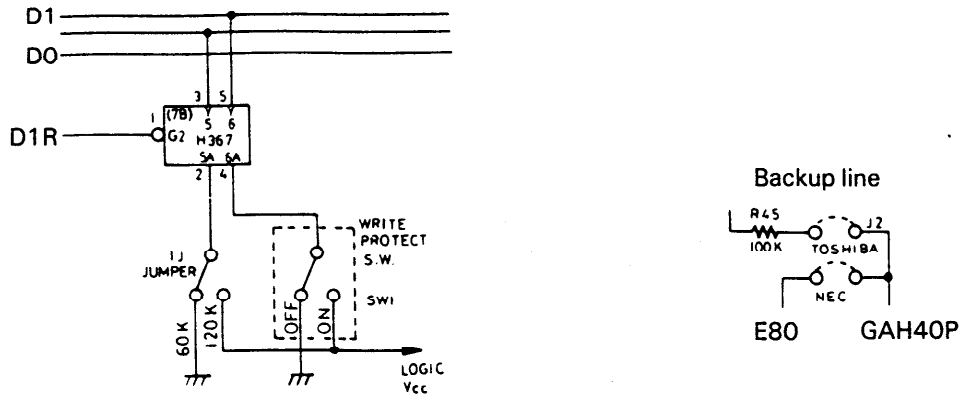 D1
D0
3 5
1 (7B)
5 6
D1R G2
H367
5A 6A
2 4
Backup line
R45 J2
100K TOSHIBA
NEC
E80 GAH40P
WRITE
PROTECT
S.W.
1J
JUMPER
SW1
60K 120K OFF ON
LOGIC
Vcc